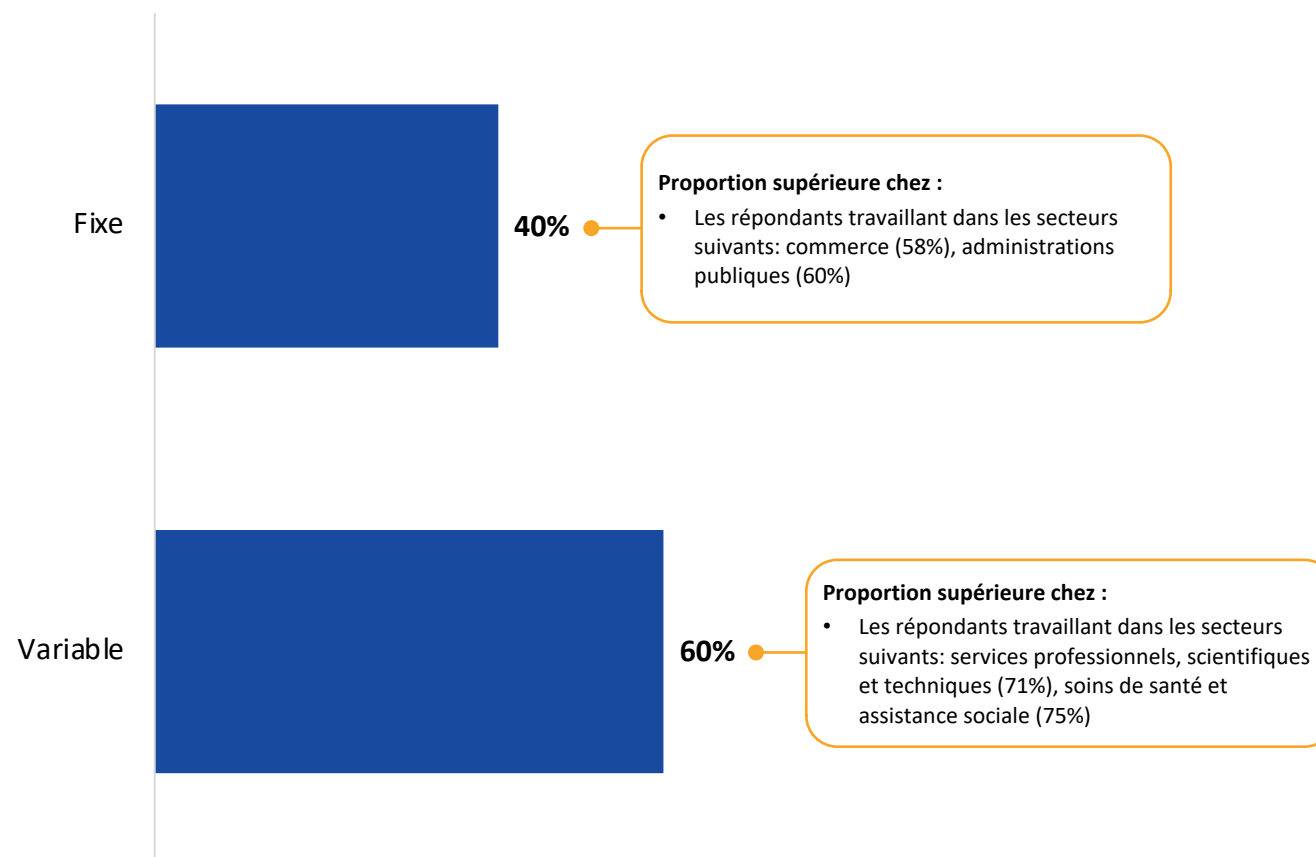 Fixe
40%
Proportion supérieure chez :
• Les répondants travaillant dans les secteurs
suivants: commerce (58%), administrations
publiques (60%)
Variable
60%
Proportion supérieure chez :
• Les répondants travaillant dans les secteurs
suivants: services professionnels, scientifiques
et techniques (71%), soins de santé et
assistance sociale (75%)